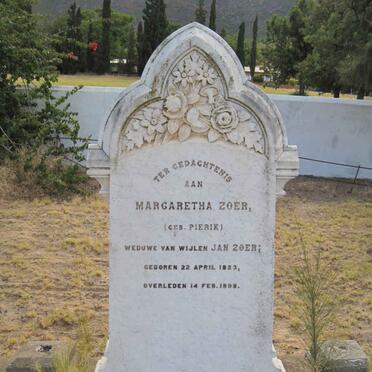 TER GEDACHTENIS
AAN
MARGARETHA ZOER,
(GEB. PIERIK)
WEDUWE VAN WIJLEN JAN ZOER;
GEBOREN 22 APRIL 1823,
OVERLEDEN 14 FEB. 1898.